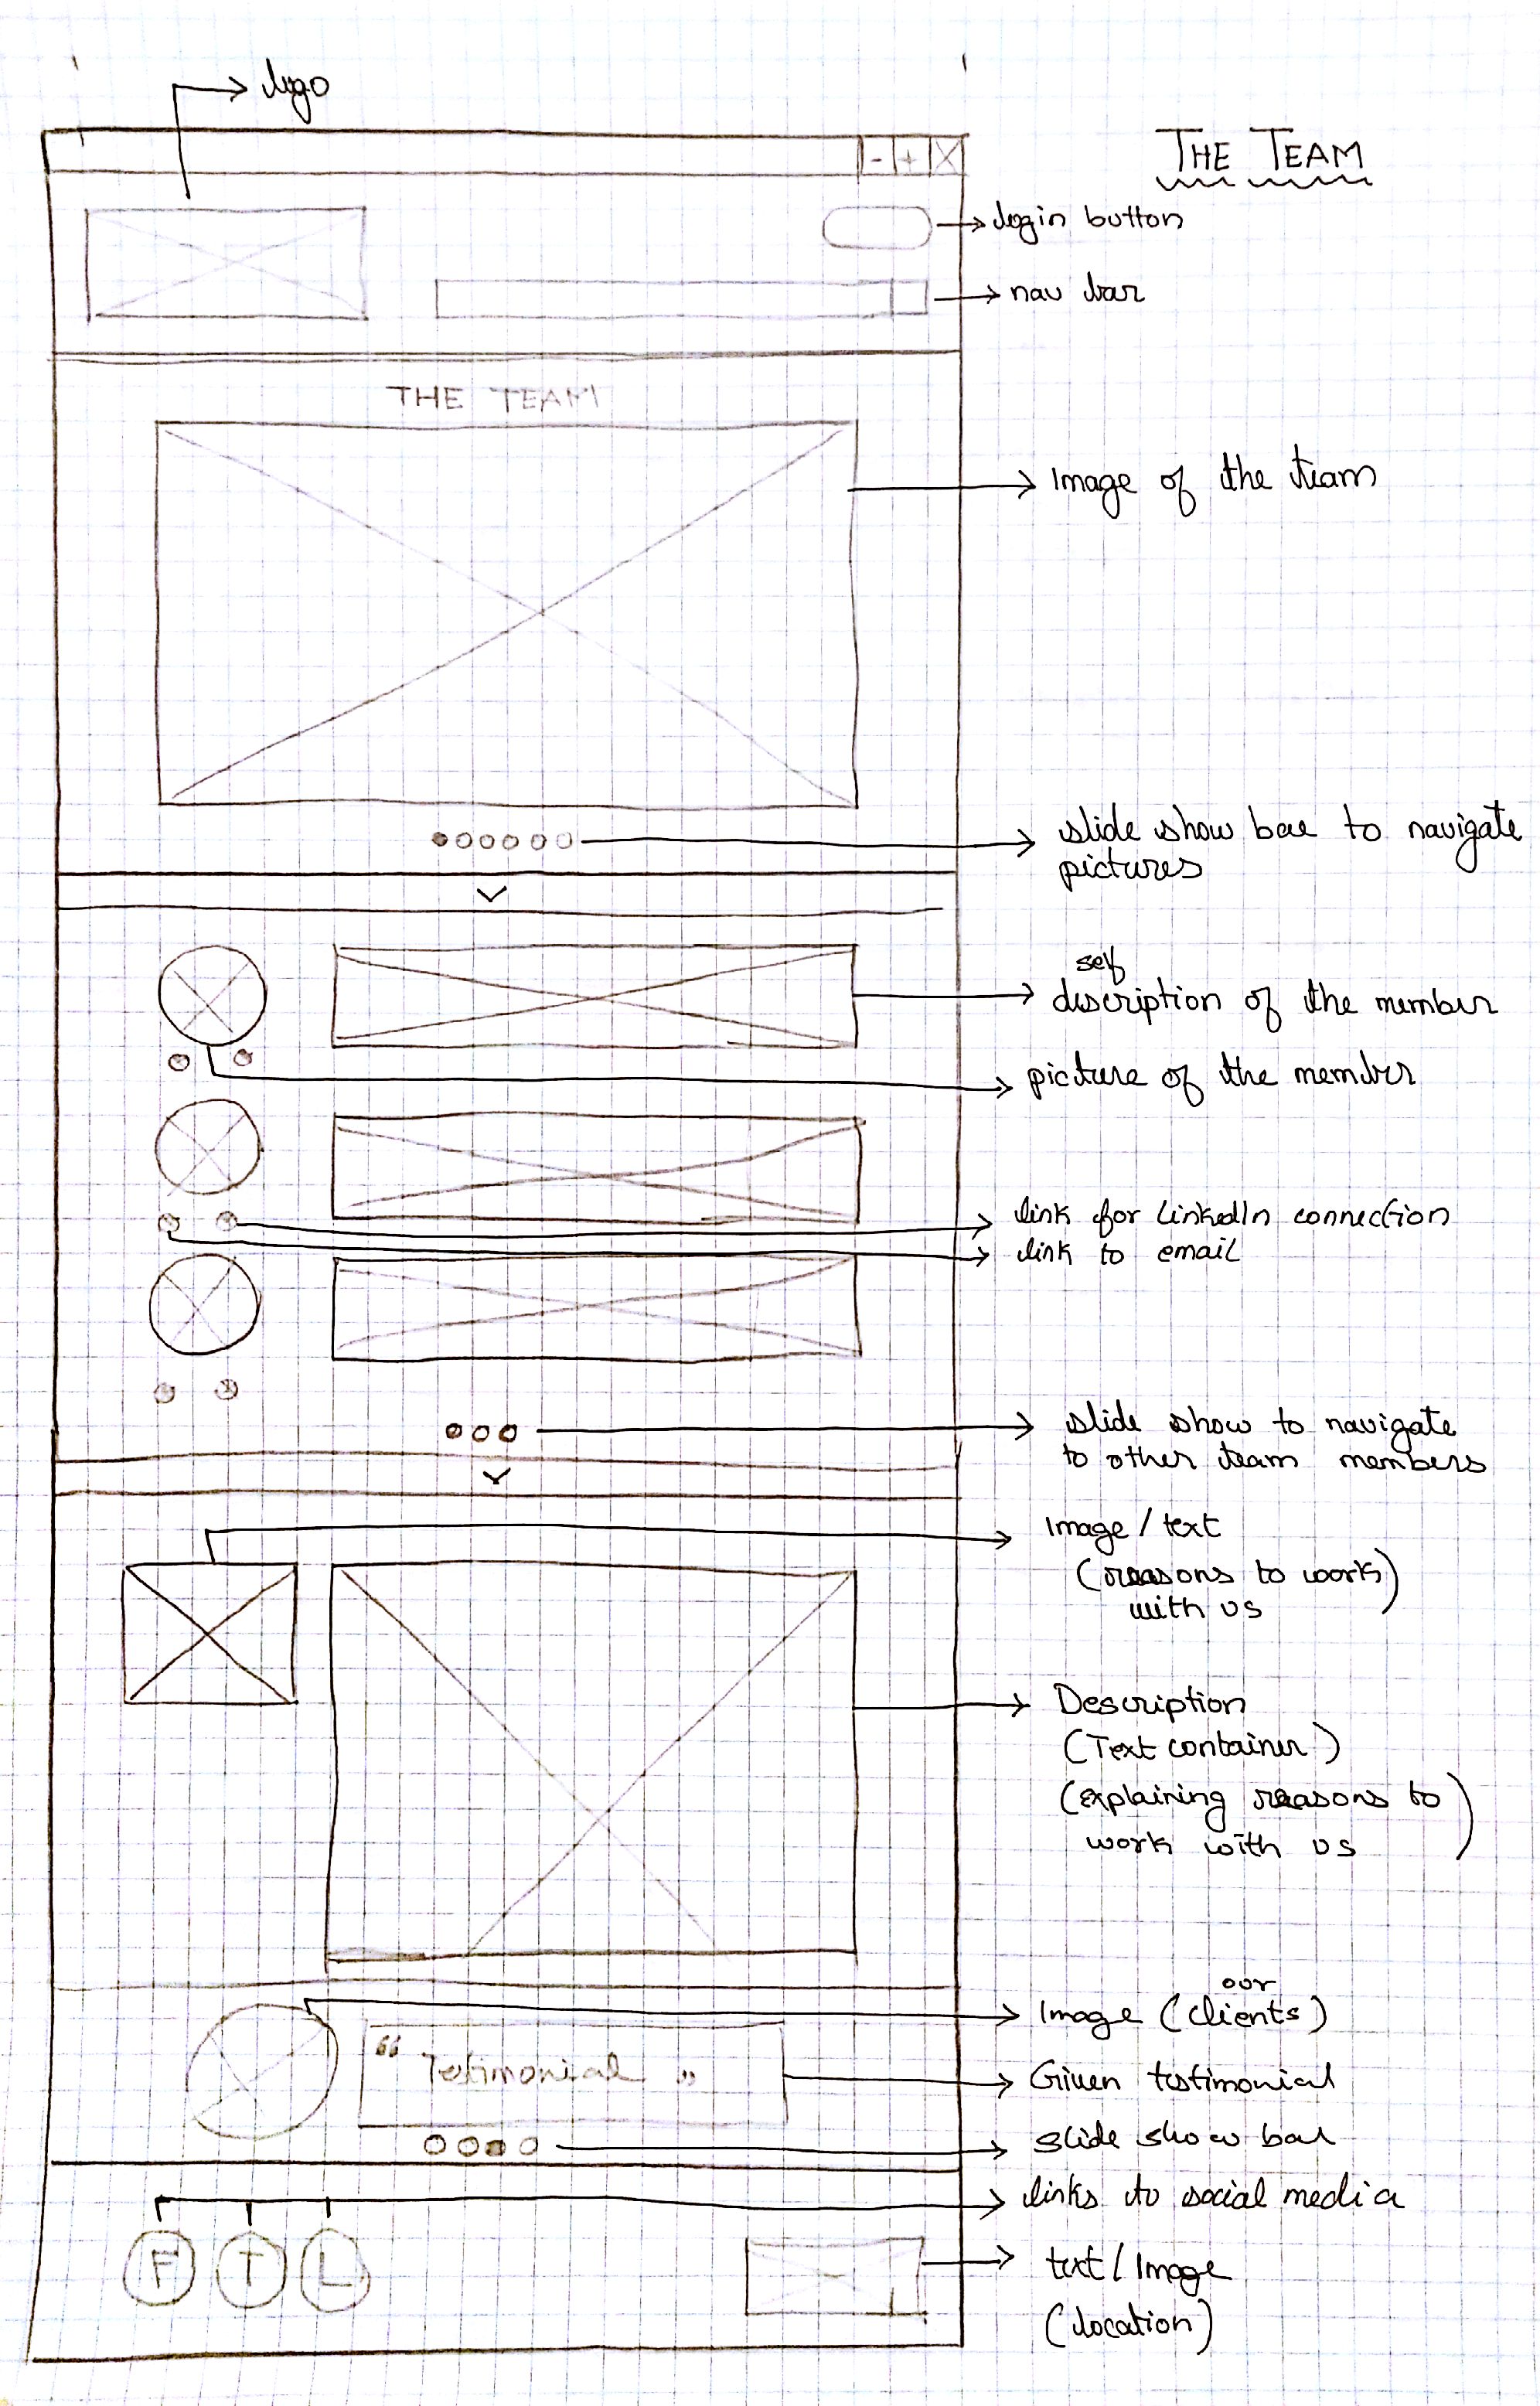 logo
- + X
THE TEAM
login button
nav bar
THE TEAM
Image of the team
slide show bar to navigate
pictures
self
description of the member
picture of the member
link for LinkedIn connection
link to email
slide show to navigate
to other team members
Image / text
(reasons to work)
with us
Description
(Text container)
(explaining reasons to
work with us)
our
Image (clients)
“ Testimonial ”
Given testimonial
slide show bar
links to social media
F T L
text / Image
(location)